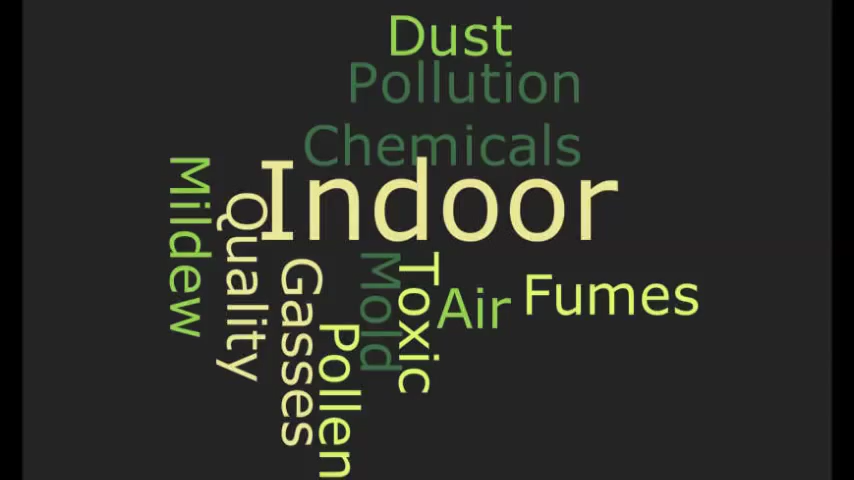 Dust
Pollution
Chemicals
Indoor
Mildew
Quality
Gasses
Pollen
Mold
Toxic
Air
Fumes